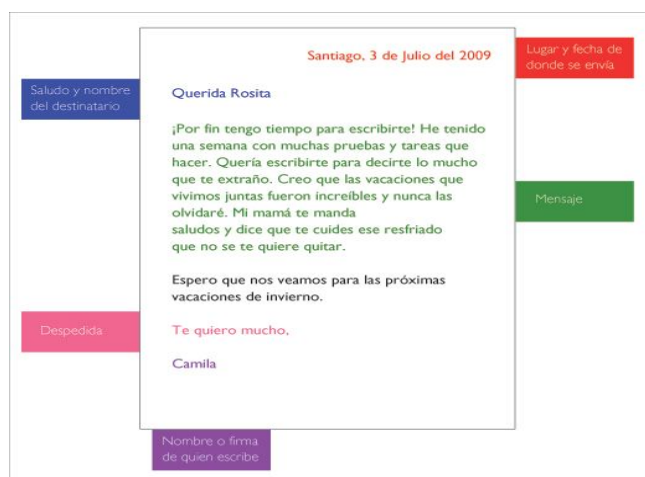 Santiago, 3 de Julio del 2009
Lugar y fecha de
donde se envía
Saludo y nombre
del destinatario
Querida Rosita
¡Por fin tengo tiempo para escribirte! He tenido
una semana con muchas pruebas y tareas que
hacer. Quería escribirte para decirte lo mucho
que te extraño. Creo que las vacaciones que
vivimos juntas fueron increíbles y nunca las
olvidaré. Mi mamá te manda
saludos y dice que te cuides ese resfriado
que no se te quiere quitar.
Mensaje
Espero que nos veamos para las próximas
vacaciones de invierno.
Despedida
Te quiero mucho,
Camila
Nombre o firma
de quien escribe